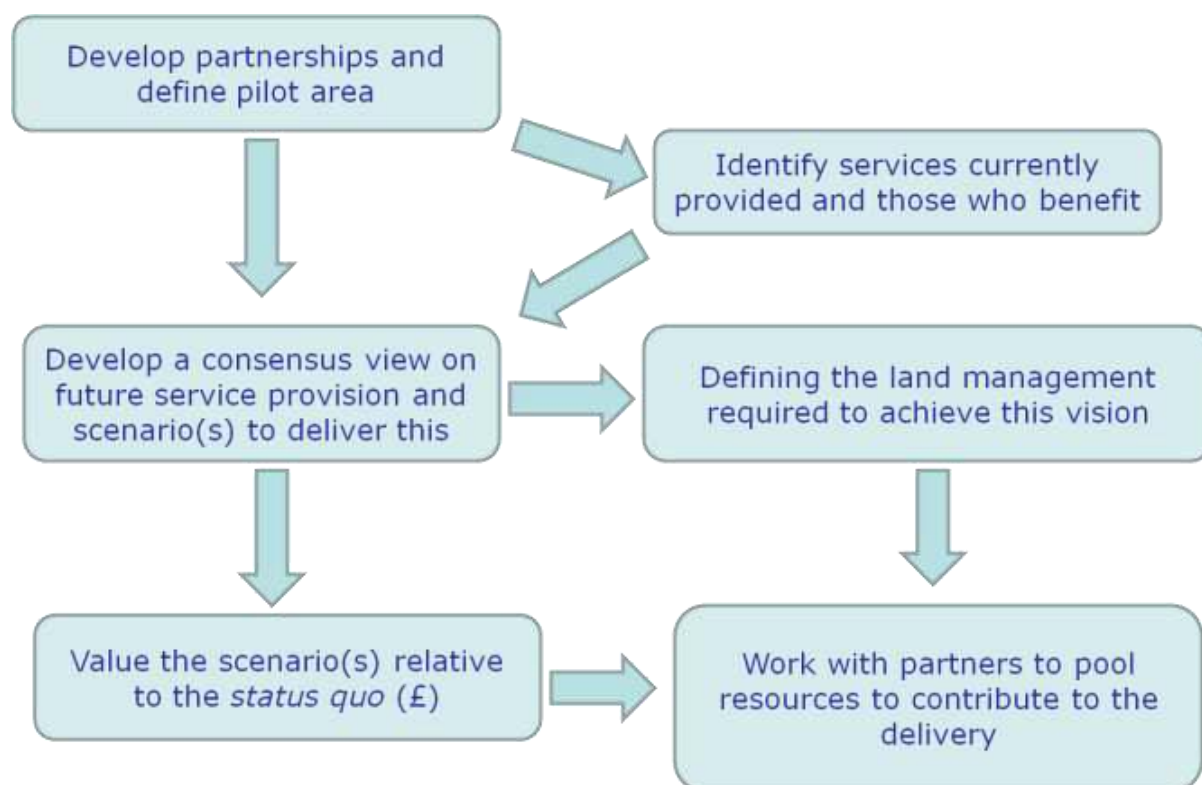 Develop partnerships and
define pilot area
Identify services currently
provided and those who benefit
Develop a consensus view on
future service provision and
scenario(s) to deliver this
Defining the land management
required to achieve this vision
Value the scenario(s) relative
to the status quo (£)
Work with partners to pool
resources to contribute to the
delivery